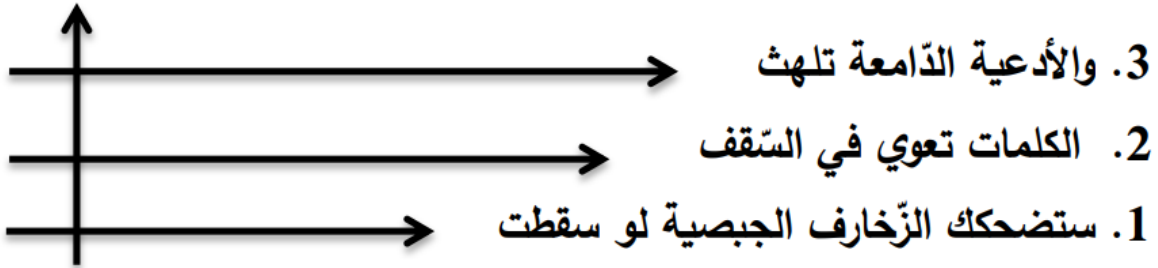 3. والأدعية الدّامعة تلهث
2. الكلمات تعوي في السّقف
1. ستضحكك الزّخارف الجبصية لو سقطت